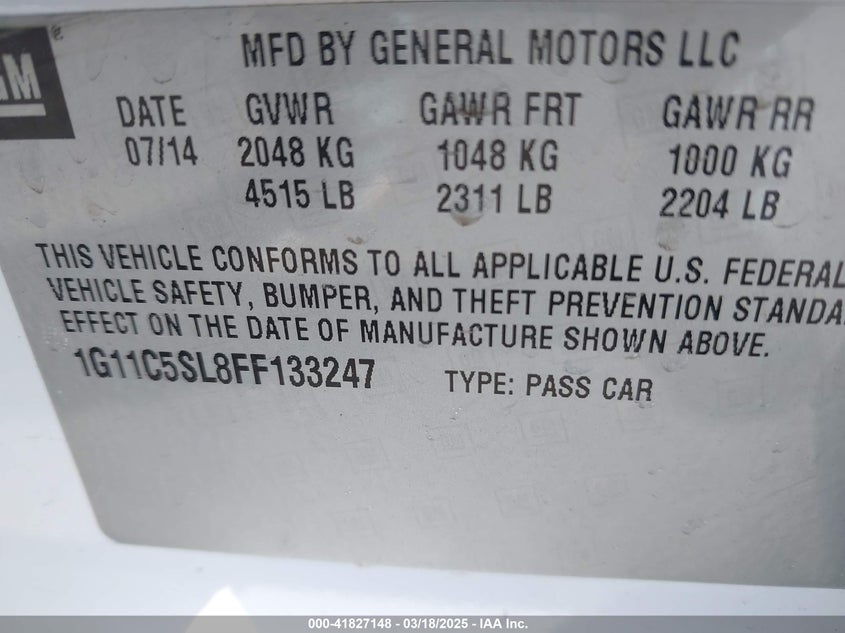 GM
®
MFD BY GENERAL MOTORS LLC
DATE GVWR GAWR FRT GAWR RR
07/14 2048 KG 1048 KG 1000 KG
4515 LB 2311 LB 2204 LB
THIS VEHICLE CONFORMS TO ALL APPLICABLE U.S. FEDERAL
VEHICLE SAFETY, BUMPER, AND THEFT PREVENTION STANDA
EFFECT ON THE DATE OF MANUFACTURE SHOWN ABOVE.
1G11C5SL8FF133247 TYPE: PASS CAR
000-41827148 - 03/18/2025 - IAA Inc.